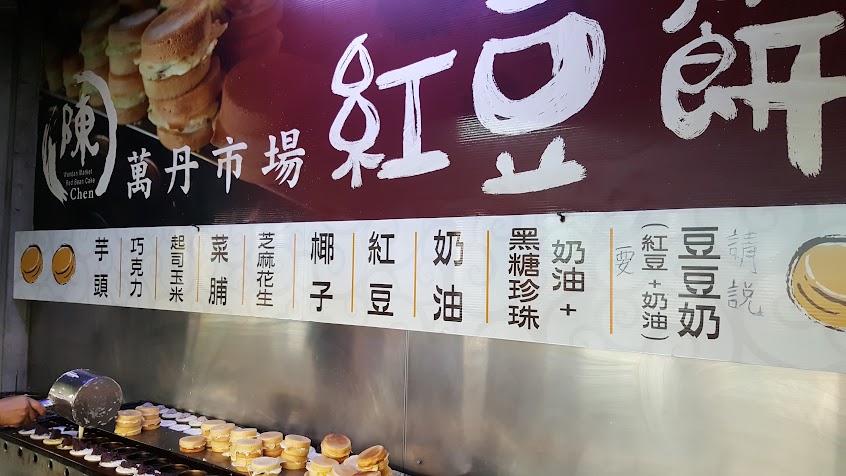 紅豆餅
陳
Wandan Market
Red Bean Cake
Chen
萬丹市場
請說
豆豆奶
(紅豆+奶油)
要
奶油+
黑糖珍珠
奶油
紅豆
椰子
芝麻花生
菜脯
起司玉米
巧克力
芋頭